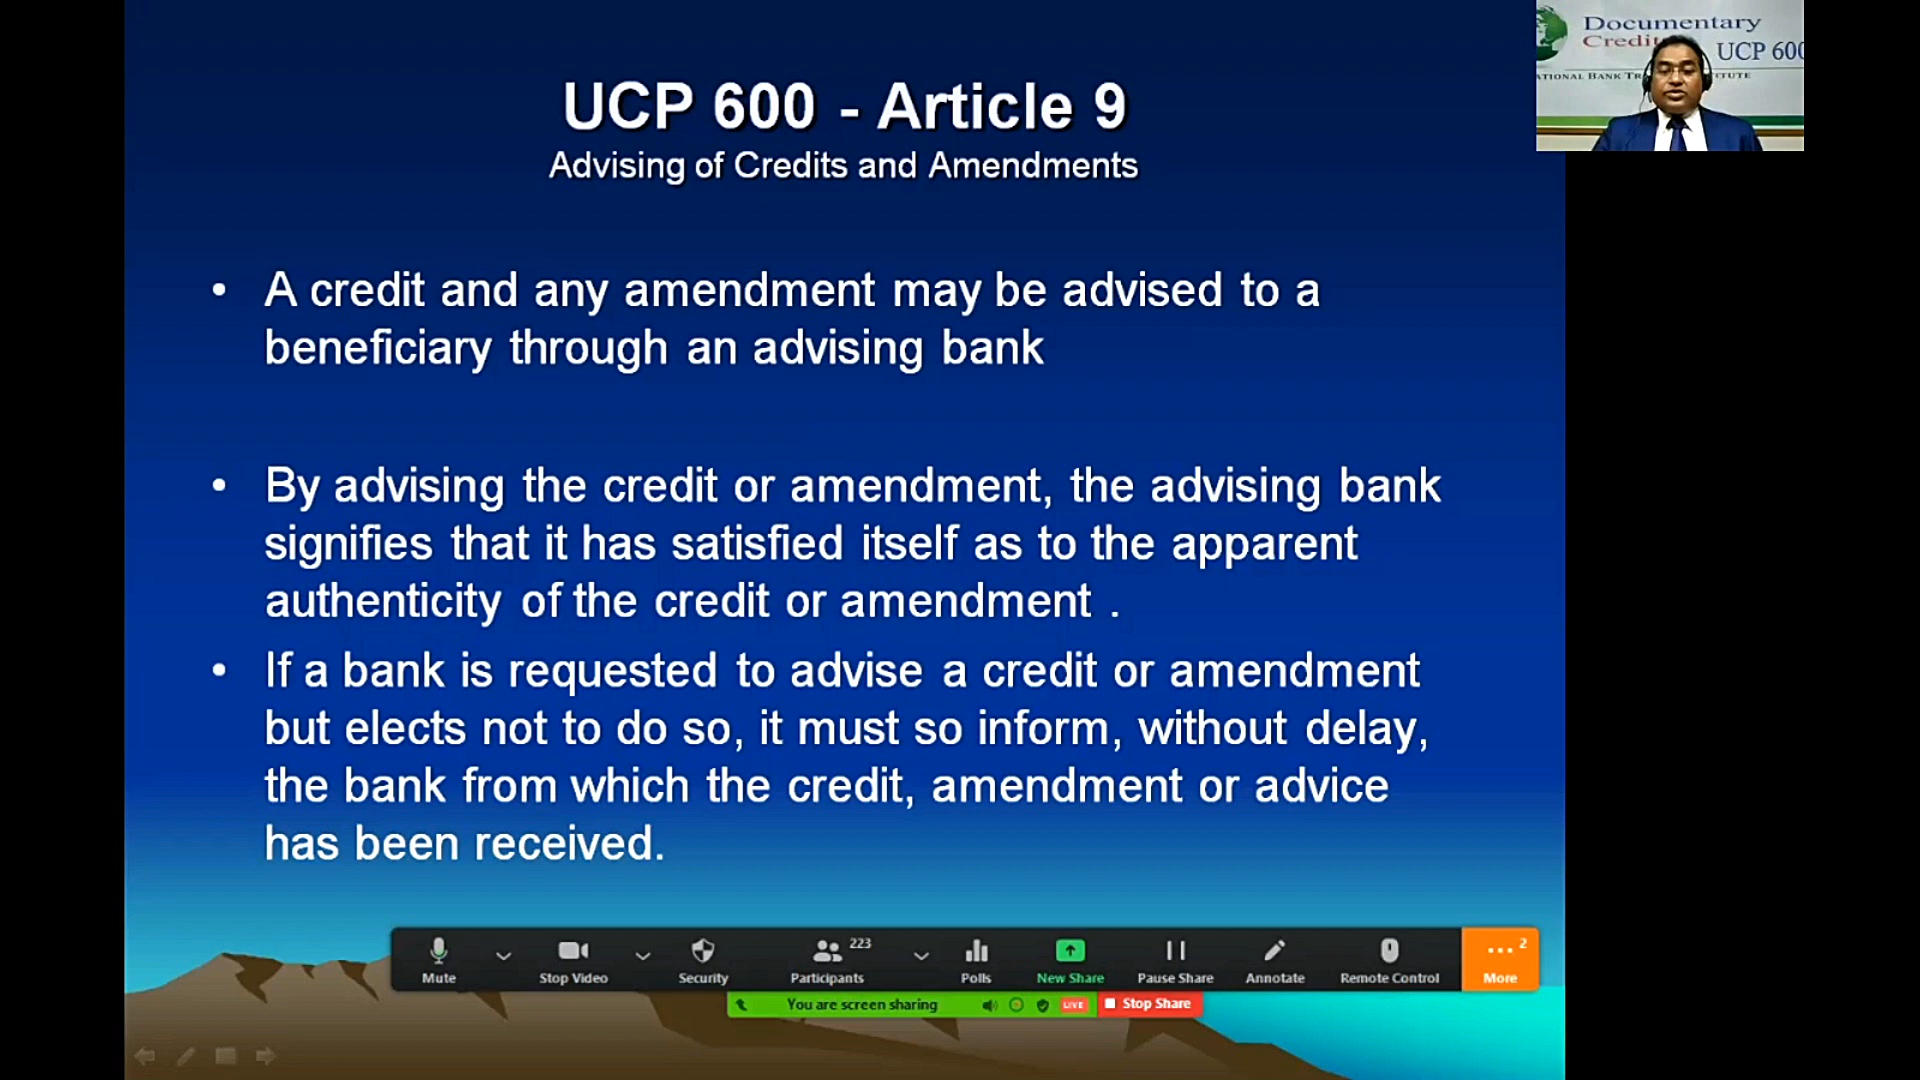 UCP 600 - Article 9
Advising of Credits and Amendments
• A credit and any amendment may be advised to a
beneficiary through an advising bank
• By advising the credit or amendment, the advising bank
signifies that it has satisfied itself as to the apparent
authenticity of the credit or amendment .
• If a bank is requested to advise a credit or amendment
but elects not to do so, it must so inform, without delay,
the bank from which the credit, amendment or advice
has been received.
Documentary
Credit
UCP 600
223
2
Mute
Stop Video
Security
Participants
Polls
New Share
Pause Share
Annotate
Remote Control
More
You are screen sharing
LIVE
Stop Share